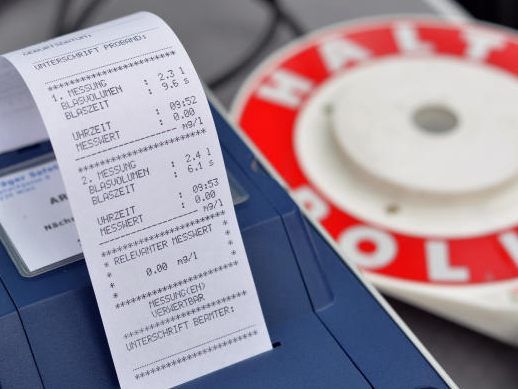 GEBURTSDATUM:
UNTERSCHRIFT PROBAND:
********************
1. MESSUNG
BLASVOLUMEN : 2.3 l
BLASZEIT : 9.6 s
UHRZEIT : 09:52
MESSWERT : 0.00
-------------- mg/l
********************
2. MESSUNG
BLASVOLUMEN : 2.4 l
BLASZEIT : 6.1 s
UHRZEIT : 09:53
MESSWERT : 0.00
-------------- mg/l
********************
* RELEVANTER MESSWERT *
* *
* 0.00 mg/l *
* *
********************
MESSUNG(EN)
VERWERTBAR
********************
UNTERSCHRIFT BEAMTER:
--------------------
********************
Nächs
HALT
POLI